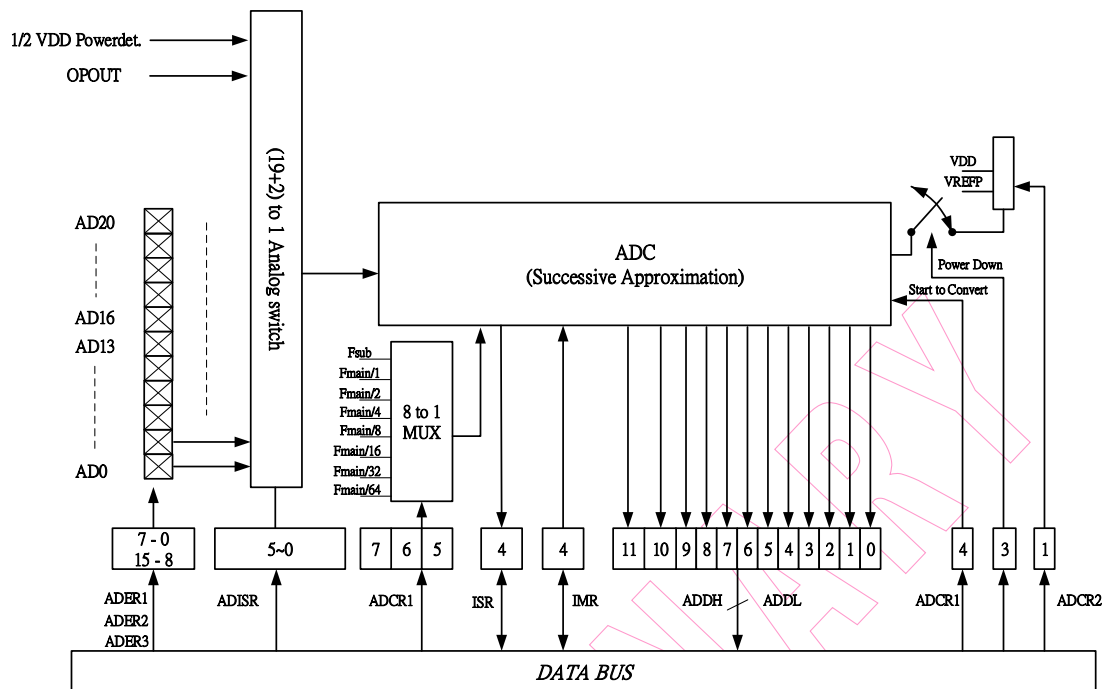 1/2 VDD Powerdet.
OPOUT
(19+2) to 1 Analog switch
AD20
AD16
AD13
AD0
ADC
(Successive Approximation)
VDD
VREFP
Power Down
Start to Convert
Fsub
Fmain/1
Fmain/2
Fmain/4
Fmain/8
Fmain/16
Fmain/32
Fmain/64
8 to 1
MUX
7 - 0
15 - 8
5~0
7 6 5
4
4
11 10 9 8 7 6 5 4 3 2 1 0
4
3
1
ADER1
ADER2
ADER3
ADISR
ADCR1
ISR
IMR
ADDH
ADDL
ADCR1
ADCR2
DATA BUS